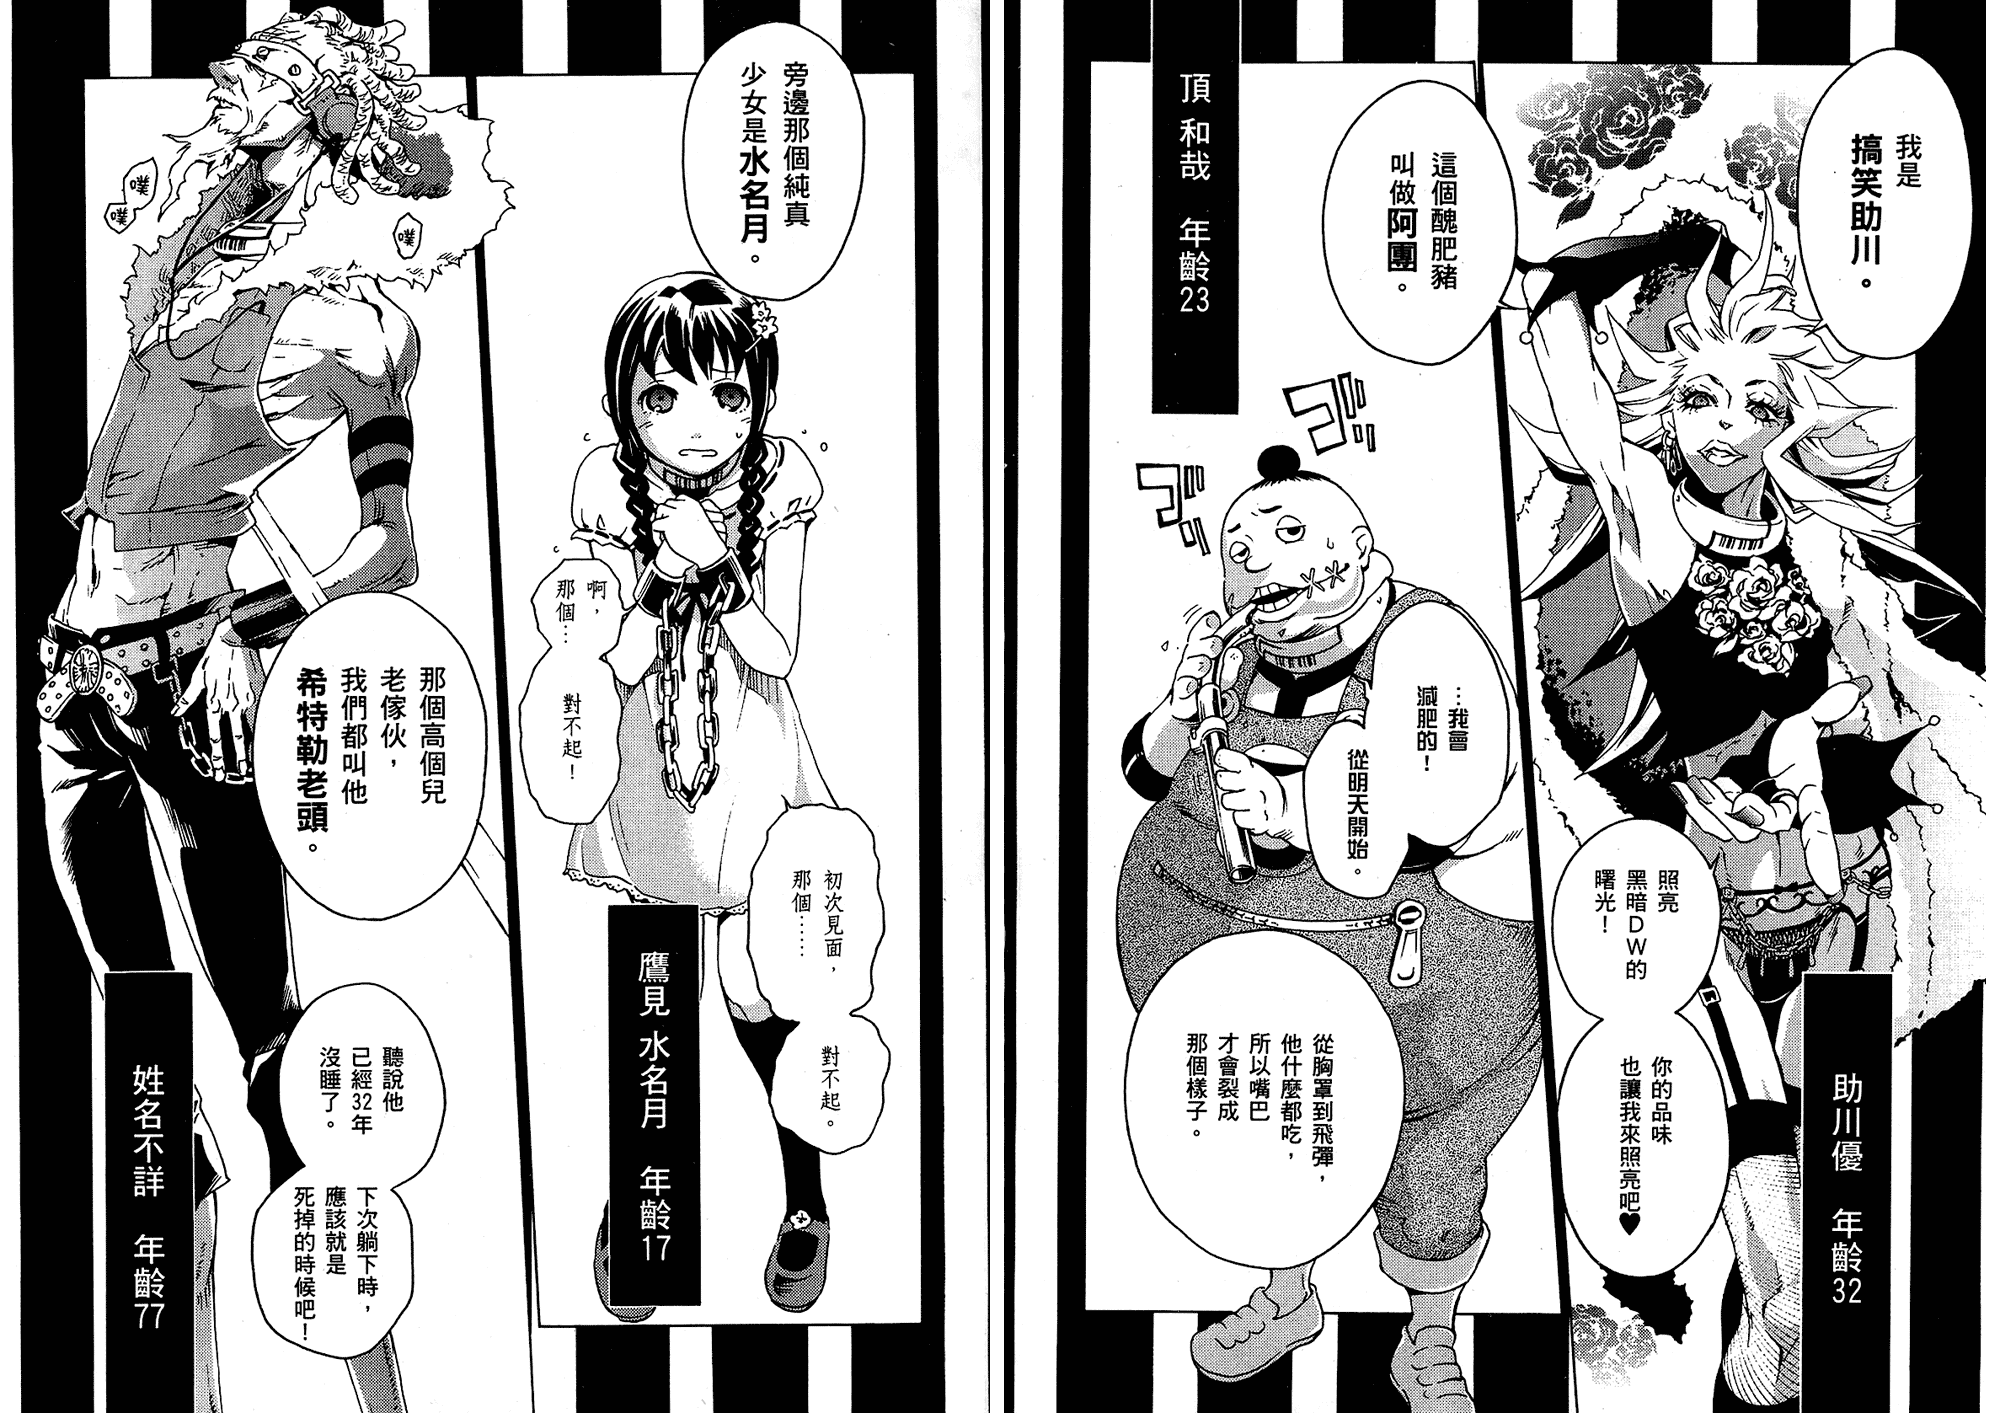 我是
搞笑助川。
照亮
黑暗DW的
曙光！
你的品味
也讓我來照亮吧♥
助川優　年齡32
這個醜肥豬
叫做阿團。
頂 和哉　年齡23
ゴ゙ッ
ゴ゙ッ
…我會
減肥的！
從明天開始。
從胸罩到飛彈，
他什麼都吃，
所以嘴巴
才會裂成
那個樣子。
旁邊那個純真
少女是水名月。
啊，
那個…
對不起！
初次見面，
那個……
對不起。
鷹見 水名月　年齡17
噗
噗
噗
那個高個兒
老傢伙，
我們都叫他
希特勒老頭。
聽說他
已經32年
沒睡了。
下次躺下時，
應該就是
死掉的時候吧！
姓名不詳　年齡77